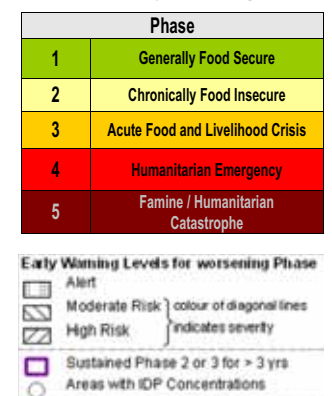 Phase
1 Generally Food Secure
2 Chronically Food Insecure
3 Acute Food and Livelihood Crisis
4 Humanitarian Emergency
5 Famine / Humanitarian
Catastrophe
Early Warning Levels for worsening Phase
Alert
Moderate Risk } colour of diagonal lines
High Risk indicates severity
Sustained Phase 2 or 3 for > 3 yrs
Areas with IDP Concentrations